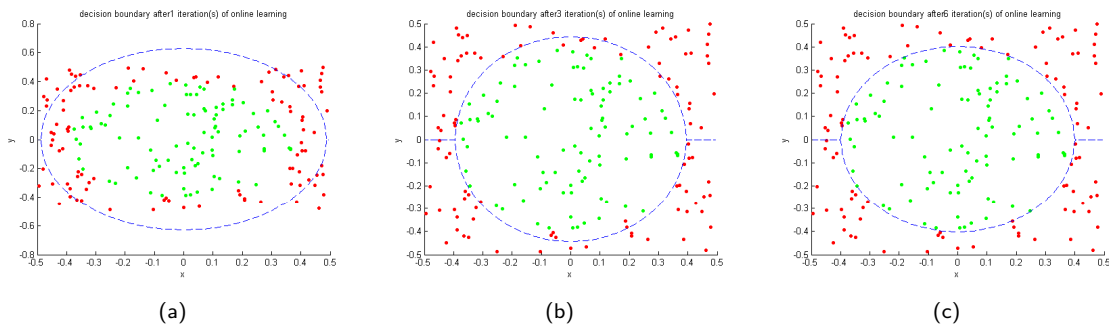 decision boundary after1 iteration(s) of online learning
0.8
0.6
0.4
0.2
0
-0.2
-0.4
-0.6
0.8
y
-0.5 -0.4 -0.3 -0.2 -0.1 0 0.1 0.2 0.3 0.4 0.5
x
(a)
decision boundary after3 iteration(s) of online learning
0.5
0.4
0.3
0.2
0.1
0
-0.1
-0.2
-0.3
-0.4
-0.5
y
-0.5 -0.4 -0.3 -0.2 -0.1 0 0.1 0.2 0.3 0.4 0.5
x
(b)
decision boundary after6 iteration(s) of online learning
0.5
0.4
0.3
0.2
0.1
0
-0.1
-0.2
-0.3
-0.4
-0.5
y
-0.5 -0.4 -0.3 -0.2 -0.1 0 0.1 0.2 0.3 0.4 0.5
x
(c)